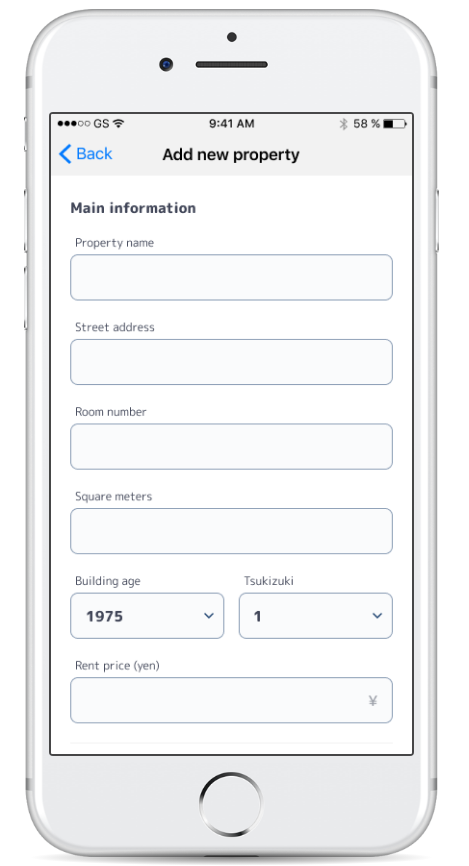 ●●●○○ GS 9:41 AM 58 %
Back Add new property
Main information
Property name
Street address
Room number
Square meters
Building age Tsukizuki
1975 1
Rent price (yen)
¥